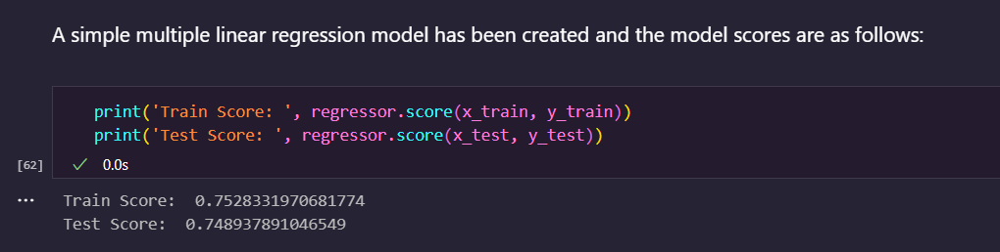 A simple multiple linear regression model has been created and the model scores are as follows:
print('Train Score: ', regressor.score(x_train, y_train))
print('Test Score: ', regressor.score(x_test, y_test))
[62] ✓ 0.0s
... Train Score:  0.7528331970681774
Test Score:  0.748937891046549